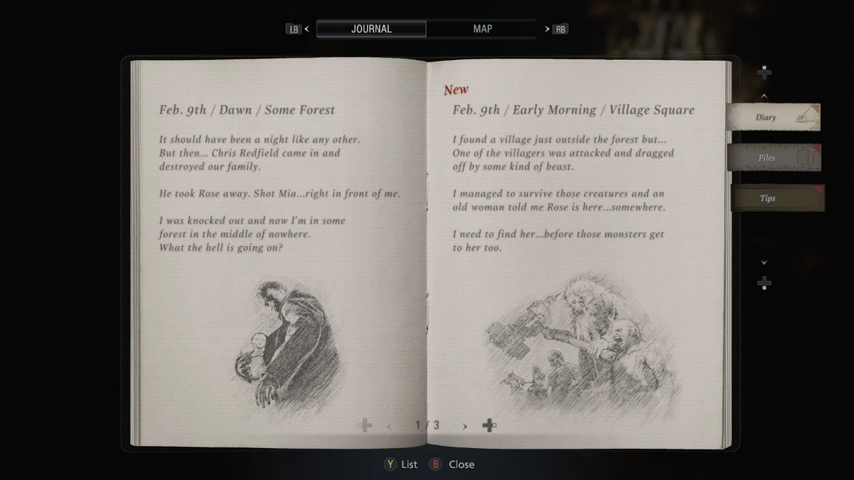 LB JOURNAL MAP RB
New
Feb. 9th / Dawn / Some Forest
It should have been a night like any other.
But then... Chris Redfield came in and
destroyed our family.
He took Rose away. Shot Mia...right in front of me.
I was knocked out and now I'm in some
forest in the middle of nowhere.
What the hell is going on?
Feb. 9th / Early Morning / Village Square
I found a village just outside the forest but...
One of the villagers was attacked and dragged
off by some kind of beast.
I managed to survive those creatures and an
old woman told me Rose is here...somewhere.
I need to find her...before those monsters get
to her too.
Diary
Files
Tips
1 / 3
Y List B Close